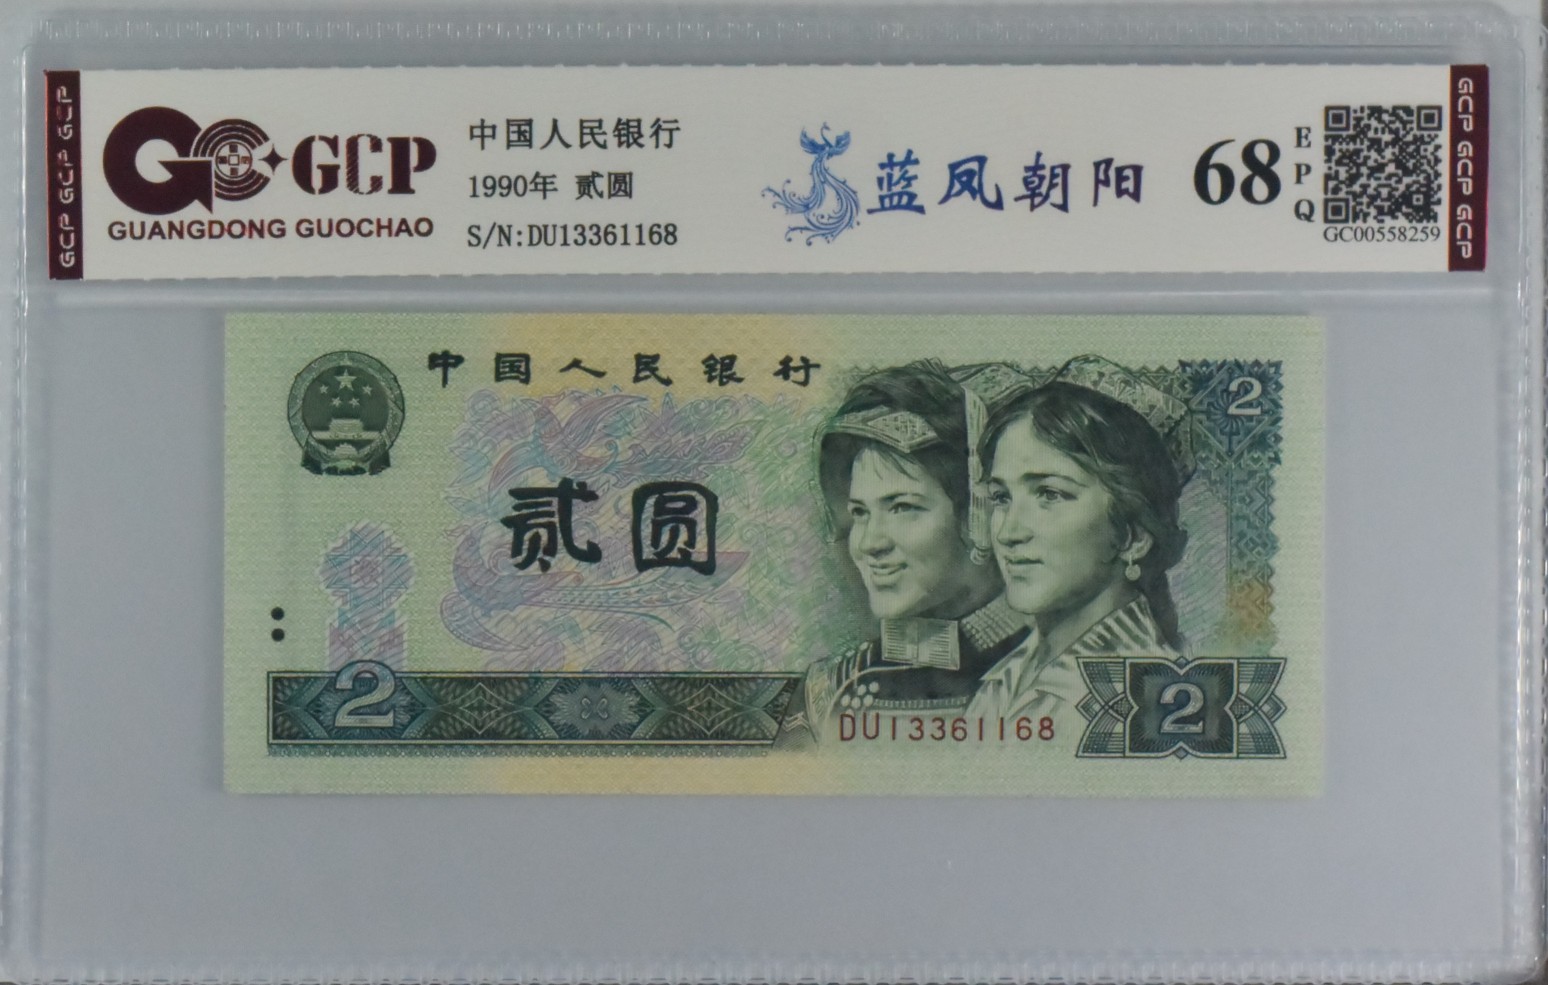 GCP GCP GCP
GCP
GUANGDONG GUOCHAO
中国人民银行
1990年 贰圆
S/N:DU13361168
蓝凤朝阳
68
EPQ
GC00558259
GCP GCP GCP
中国人民银行
2
贰圆
2
DU13361168
2